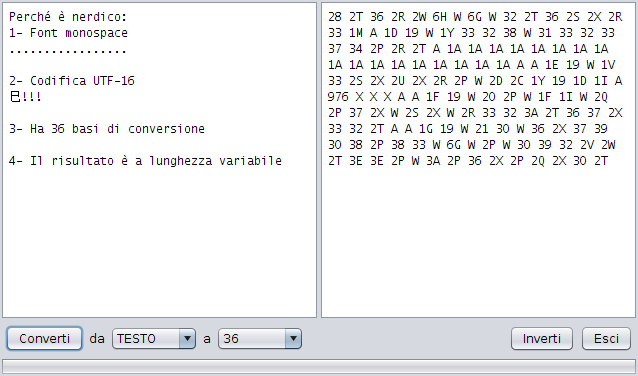 Perché è nerdico:
1- Font monospace
.................
2- Codifica UTF-16
⺒!!!
3- Ha 36 basi di conversione
4- Il risultato è a lunghezza variabile
28 2T 36 2R 2W 6H W 6G W 32 2T 36 2S 2X 2R
33 1M A 1D 19 W 1Y 33 32 38 W 31 33 32 33
37 34 2P 2R 2T A 1A 1A 1A 1A 1A 1A 1A 1A
1A 1A 1A 1A 1A 1A 1A 1A 1A A A 1E 19 W 1V
33 2S 2X 2U 2X 2R 2P W 2D 2C 1Y 19 1D 1I A
976 X X X A A 1F 19 W 20 2P W 1F 1I W 2Q
2P 37 2X W 2S 2X W 2R 33 32 3A 2T 36 37 2X
33 32 2T A A 1G 19 W 21 30 W 36 2X 37 39
30 38 2P 38 33 W 6G W 2P W 30 39 32 2V 2W
2T 3E 3E 2P W 3A 2P 36 2X 2P 2Q 2X 30 2T
Converti da TESTO a 36 Inverti Esci